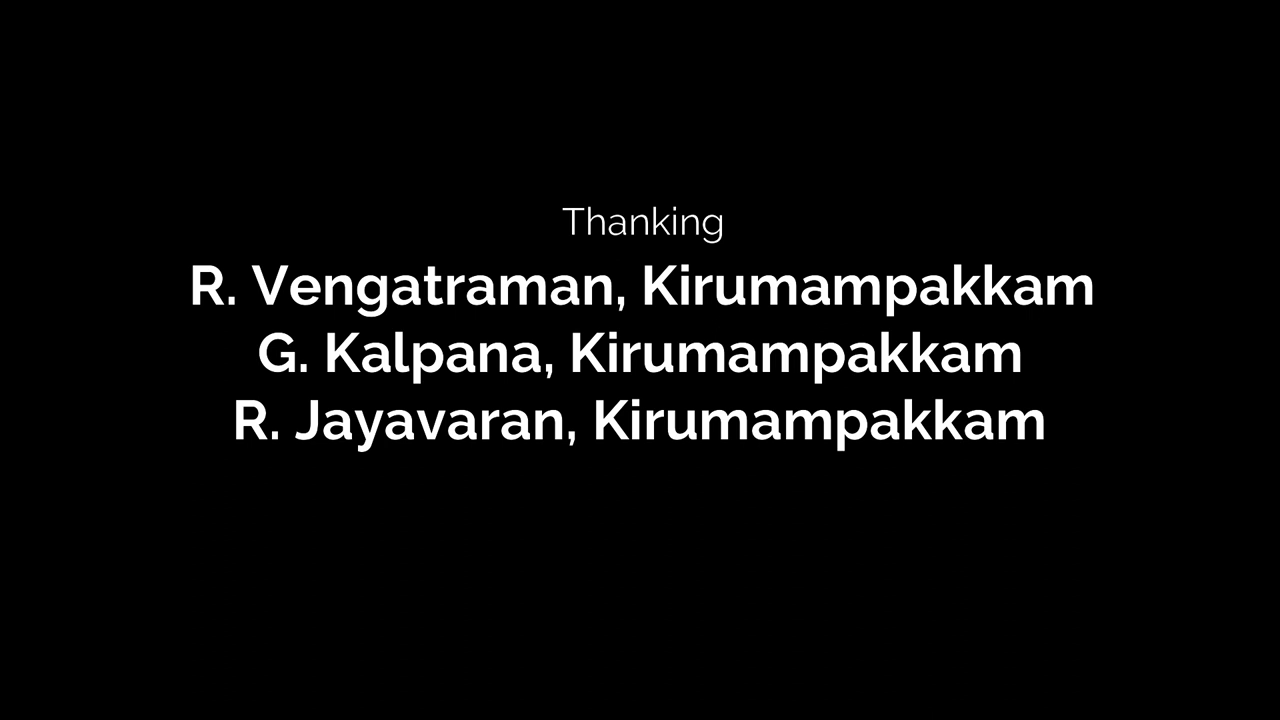 Thanking
R. Vengatraman, Kirumampakkam
G. Kalpana, Kirumampakkam
R. Jayavaran, Kirumampakkam